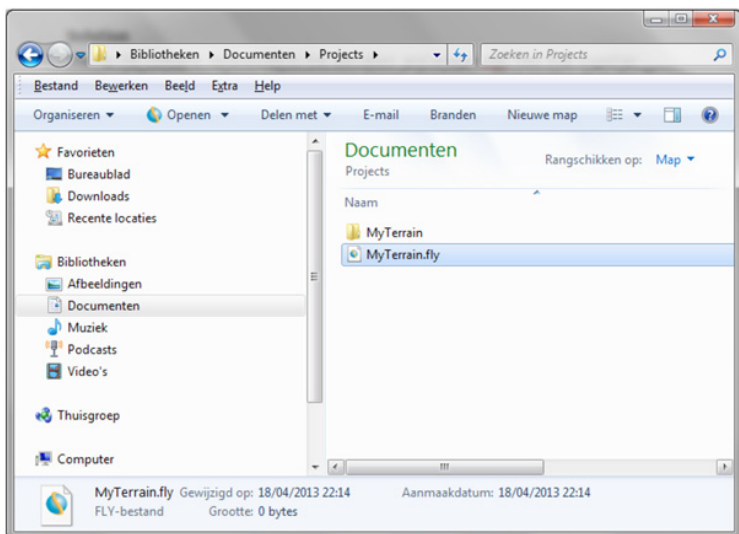 Bibliotheken ▸ Documenten ▸ Projects ▸
Zoeken in Projects
Bestand Bewerken Beeld Extra Help
Organiseren Openen Delen met E-mail Branden Nieuwe map
Favorieten
Bureaublad
Downloads
Recente locaties
Bibliotheken
Afbeeldingen
Documenten
Muziek
Podcasts
Video's
Thuisgroep
Computer
Documenten
Projects
Rangschikken op: Map
Naam
MyTerrain
MyTerrain.fly
MyTerrain.fly Gewijzigd op: 18/04/2013 22:14 Aanmaakdatum: 18/04/2013 22:14
FLY-bestand Grootte: 0 bytes